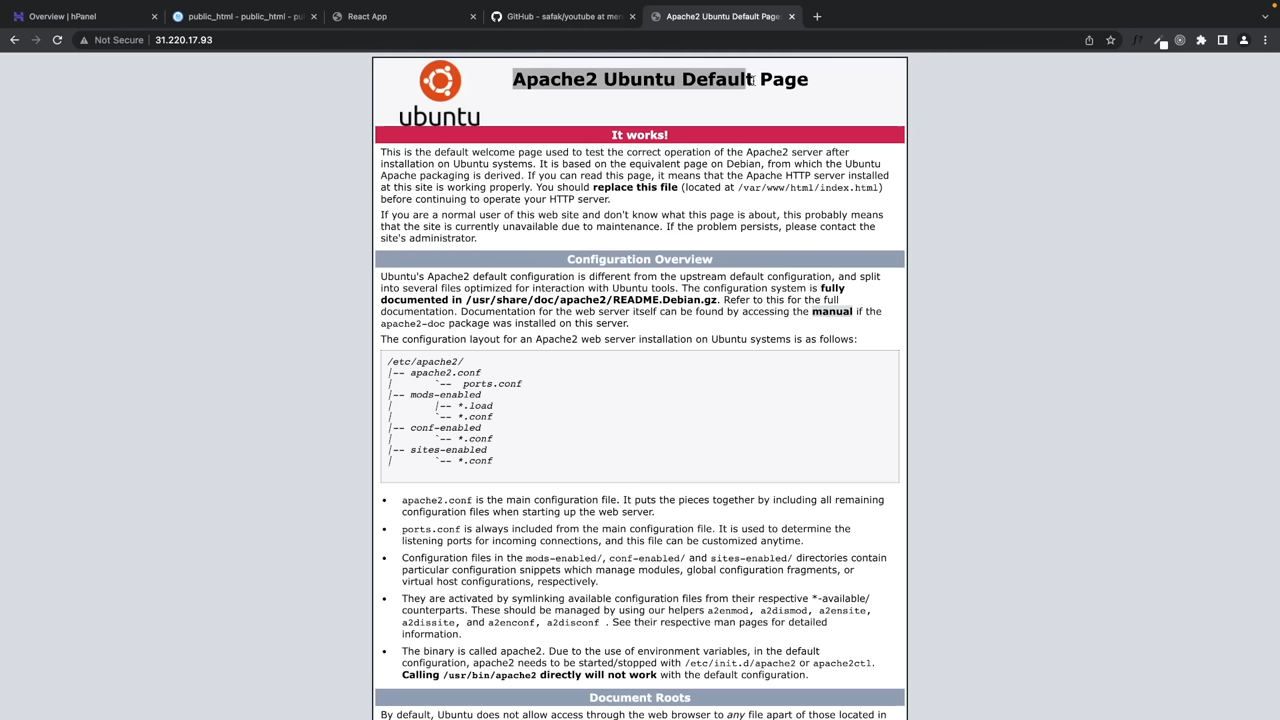 Overview | hPanel
public_html - public_html - pu
React App
GitHub - safak/youtube at mer
Apache2 Ubuntu Default Page:
Not Secure | 31.220.17.93
Apache2 Ubuntu Default Page
ubuntu
It works!
This is the default welcome page used to test the correct operation of the Apache2 server after
installation on Ubuntu systems. It is based on the equivalent page on Debian, from which the Ubuntu
Apache packaging is derived. If you can read this page, it means that the Apache HTTP server installed
at this site is working properly. You should replace this file (located at /var/www/html/index.html)
before continuing to operate your HTTP server.
If you are a normal user of this web site and don't know what this page is about, this probably means
that the site is currently unavailable due to maintenance. If the problem persists, please contact the
site's administrator.
Configuration Overview
Ubuntu's Apache2 default configuration is different from the upstream default configuration, and split
into several files optimized for interaction with Ubuntu tools. The configuration system is fully
documented in /usr/share/doc/apache2/README.Debian.gz. Refer to this for the full
documentation. Documentation for the web server itself can be found by accessing the manual if the
apache2-doc package was installed on this server.
The configuration layout for an Apache2 web server installation on Ubuntu systems is as follows:
/etc/apache2/
|-- apache2.conf
|       `--  ports.conf
|-- mods-enabled
|       |-- *.load
|       `-- *.conf
|-- conf-enabled
|       `-- *.conf
|-- sites-enabled
|       `-- *.conf
• apache2.conf is the main configuration file. It puts the pieces together by including all remaining
configuration files when starting up the web server.
• ports.conf is always included from the main configuration file. It is used to determine the
listening ports for incoming connections, and this file can be customized anytime.
• Configuration files in the mods-enabled/, conf-enabled/ and sites-enabled/ directories contain
particular configuration snippets which manage modules, global configuration fragments, or
virtual host configurations, respectively.
• They are activated by symlinking available configuration files from their respective *-available/
counterparts. These should be managed by using our helpers a2enmod, a2dismod, a2ensite,
a2dissite, and a2enconf, a2disconf . See their respective man pages for detailed
information.
• The binary is called apache2. Due to the use of environment variables, in the default
configuration, apache2 needs to be started/stopped with /etc/init.d/apache2 or apache2ctl.
Calling /usr/bin/apache2 directly will not work with the default configuration.
Document Roots
By default, Ubuntu does not allow access through the web browser to any file apart of those located in